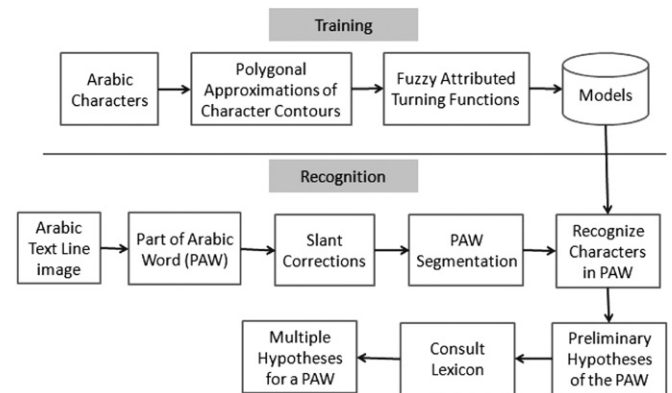 Training
Arabic
Characters
Polygonal
Approximations of
Character Contours
Fuzzy Attributed
Turning Functions
Models
Recognition
Arabic
Text Line
image
Part of Arabic
Word (PAW)
Slant
Corrections
PAW
Segmentation
Recognize
Characters
in PAW
Multiple
Hypotheses
for a PAW
Consult
Lexicon
Preliminary
Hypotheses
of the PAW